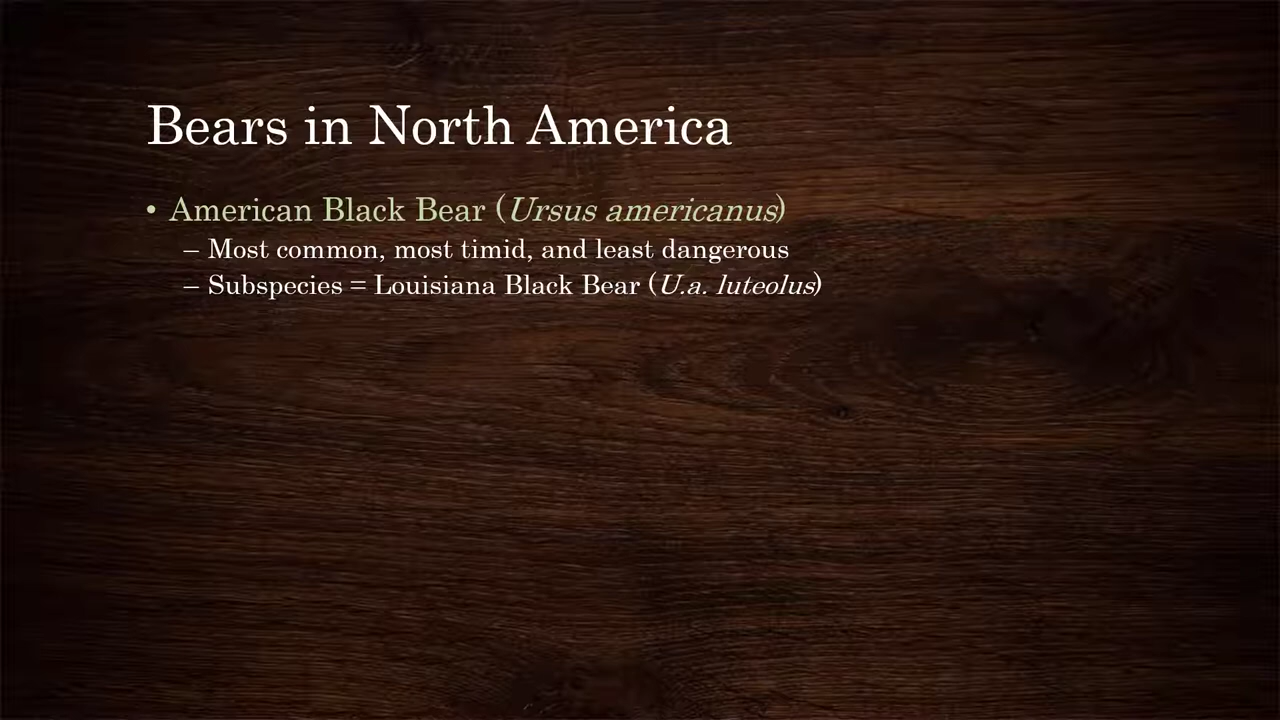 Bears in North America
• American Black Bear (Ursus americanus)
– Most common, most timid, and least dangerous
– Subspecies = Louisiana Black Bear (U.a. luteolus)